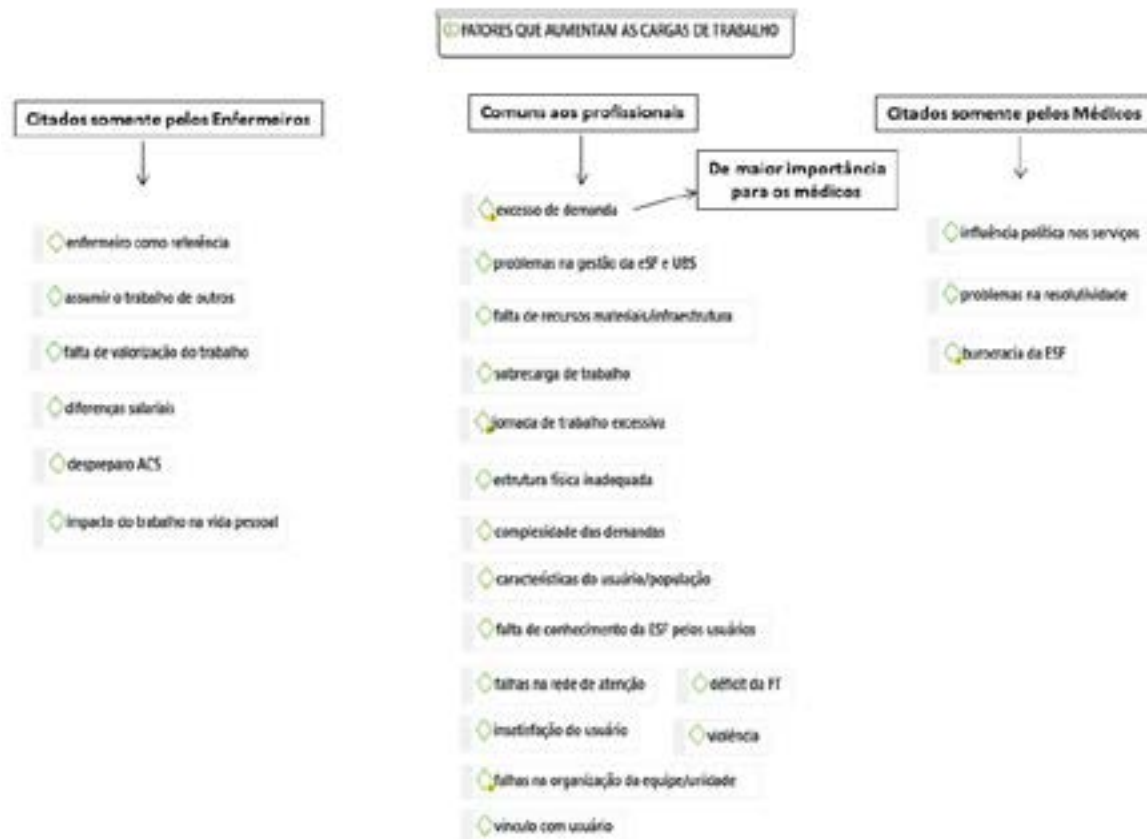 FATORES QUE AUMENTAM AS CARGAS DE TRABALHO
Citados somente pelos Enfermeiros
enfermeiro como referência
assumir o trabalho de outros
falta de valorização do trabalho
diferenças salariais
despreparo ACS
impacto do trabalho na vida pessoal
Comuns aos profissionais
De maior importância
para os médicos
excesso de demanda
problemas na gestão da eSF e UBS
falta de recursos materiais/infraestrutura
sobrecarga de trabalho
jornada de trabalho excessiva
estrutura física inadequada
complexidade das demandas
características do usuário/população
falta de conhecimento da ESF pelos usuários
falhas na rede de atenção
déficit da FT
insatisfação do usuário
violência
falhas na organização da equipe/unidade
vínculo com usuário
Citados somente pelos Médicos
influência política nos serviços
problemas na resolutividade
burocracia da ESF